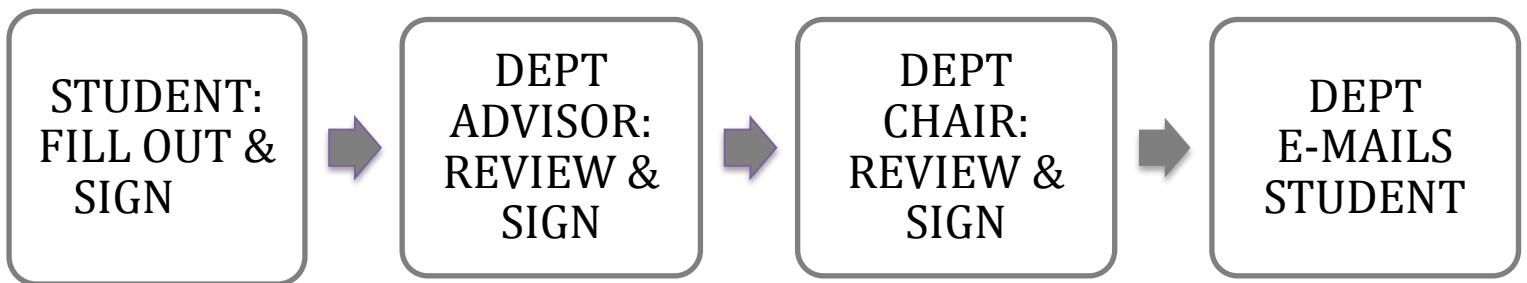 STUDENT:
FILL OUT &
SIGN
DEPT
ADVISOR:
REVIEW &
SIGN
DEPT
CHAIR:
REVIEW &
SIGN
DEPT
E-MAILS
STUDENT